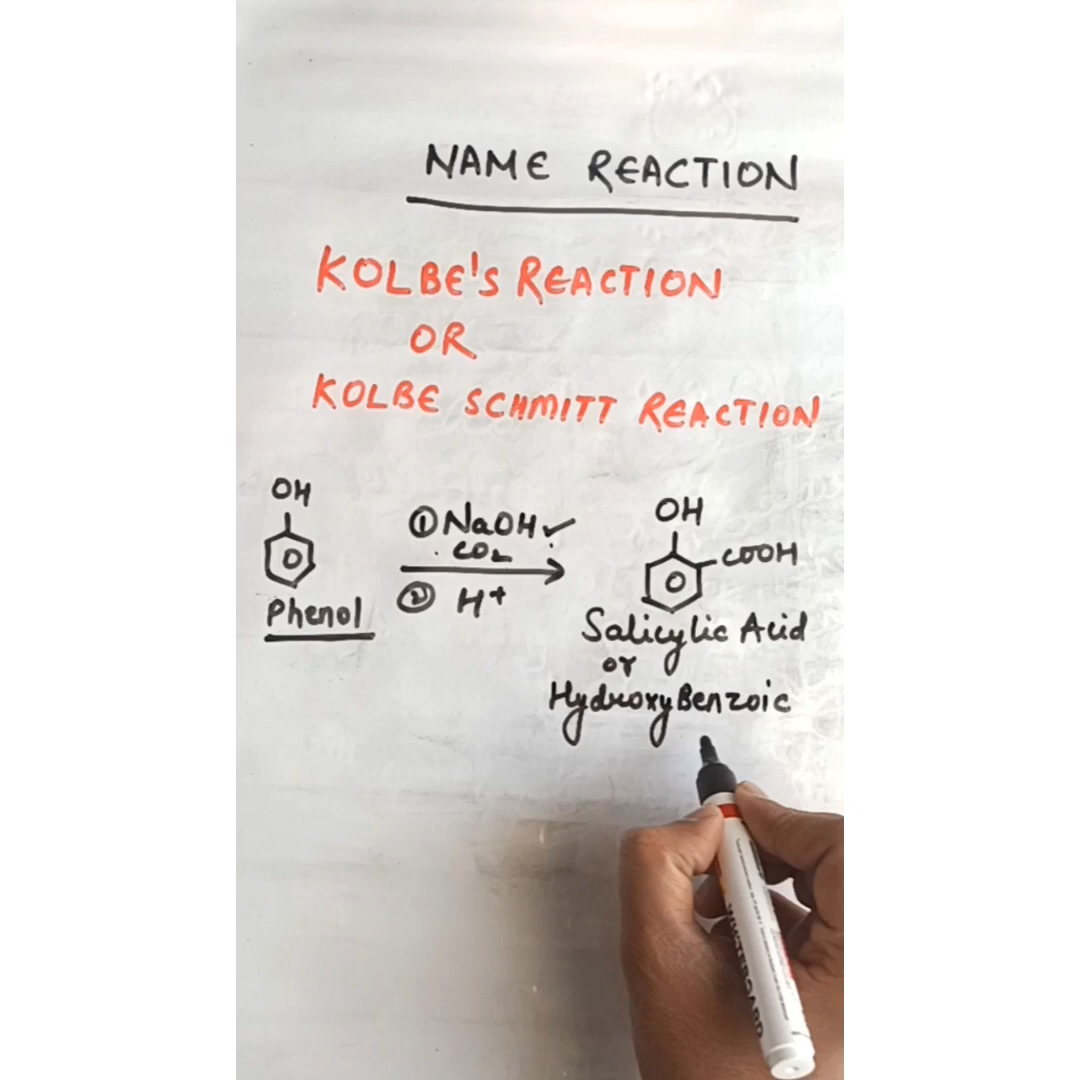 NAME REACTION
KOLBE'S REACTION
OR
KOLBE SCHMITT REACTION
OH
① NaOH ✓
CO2
② H+
Phenol
OH
COOH
Salicylic Acid
or
HydroxyBenzoic
WHITEBOARD